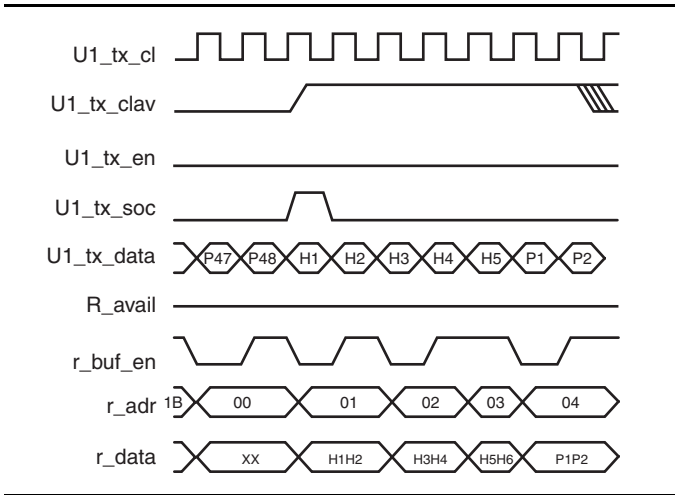 U1_tx_cl
U1_tx_clav
U1_tx_en
U1_tx_soc
U1_tx_data P47 P48 H1 H2 H3 H4 H5 P1 P2
R_avail
r_buf_en
r_adr 1B 00 01 02 03 04
r_data XX H1H2 H3H4 H5H6 P1P2